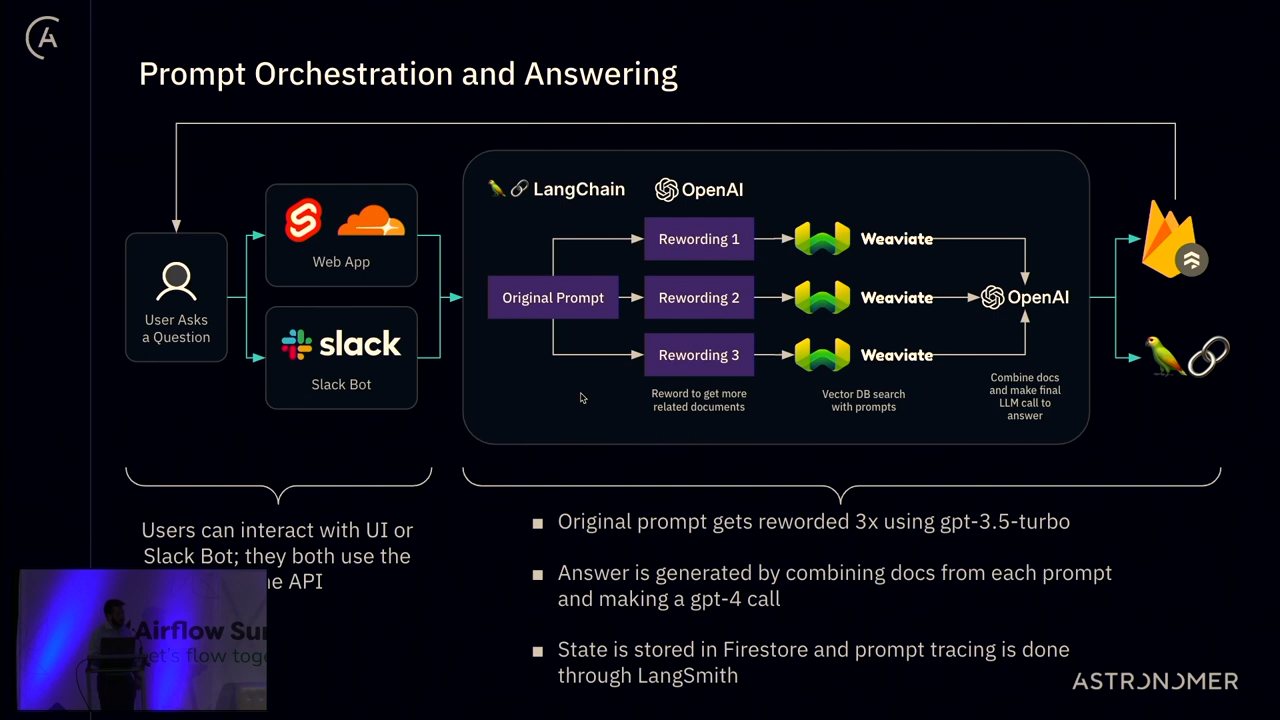 Prompt Orchestration and Answering
LangChain
OpenAI
Web App
User Asks
a Question
slack
Slack Bot
Original Prompt
Rewording 1
Rewording 2
Rewording 3
Reword to get more
related documents
Weaviate
Weaviate
Weaviate
Vector DB search
with prompts
OpenAI
Combine docs
and make final
LLM call to
answer
Users can interact with UI or
Slack Bot; they both use the
API
Original prompt gets reworded 3x using gpt-3.5-turbo
Answer is generated by combining docs from each prompt
and making a gpt-4 call
State is stored in Firestore and prompt tracing is done
through LangSmith
Airflow
Let's flow
ASTRONOMER